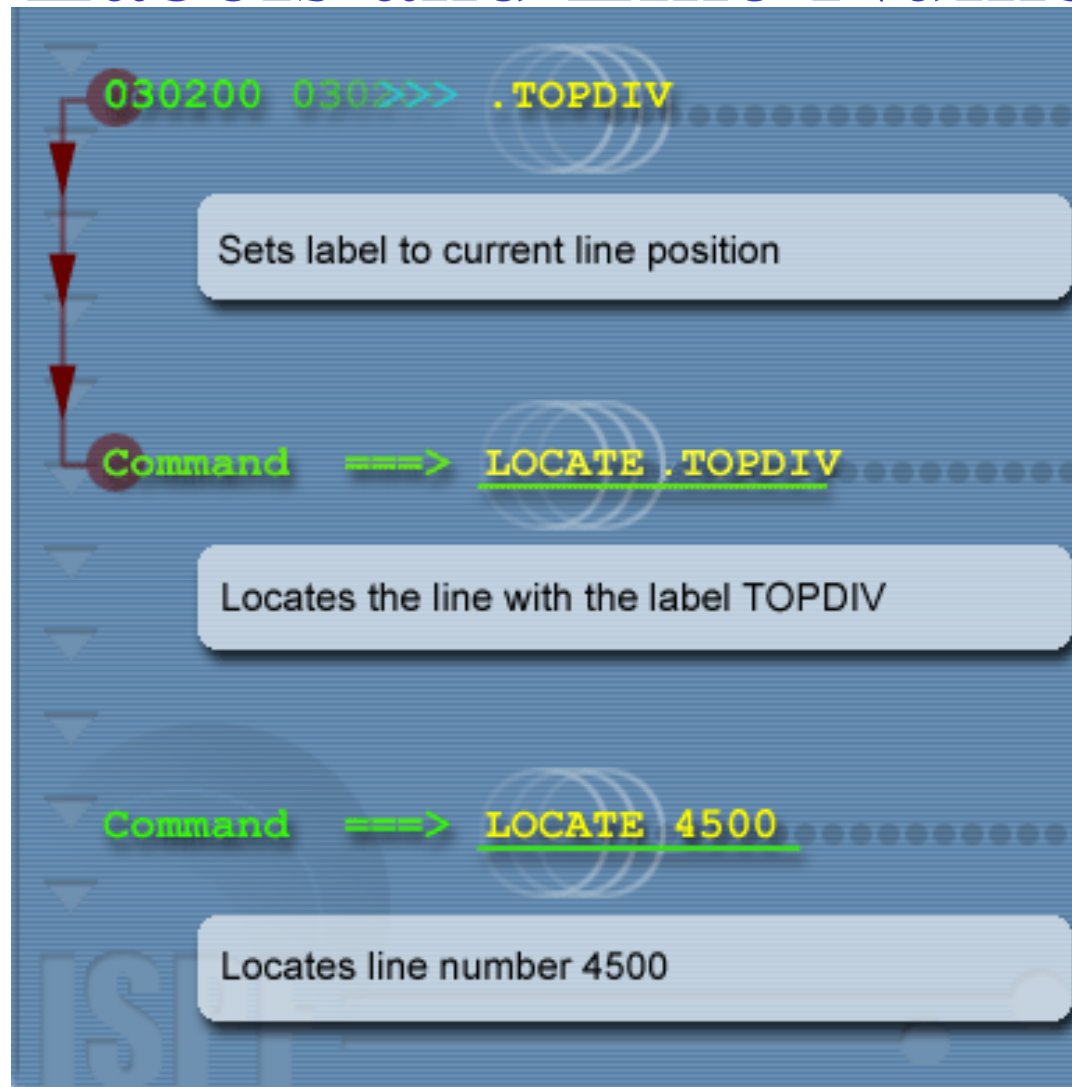 030200 030>>> .TOPDIV
Sets label to current line position
Command ===> LOCATE .TOPDIV
Locates the line with the label TOPDIV
Command ===> LOCATE 4500
Locates line number 4500
ISPF